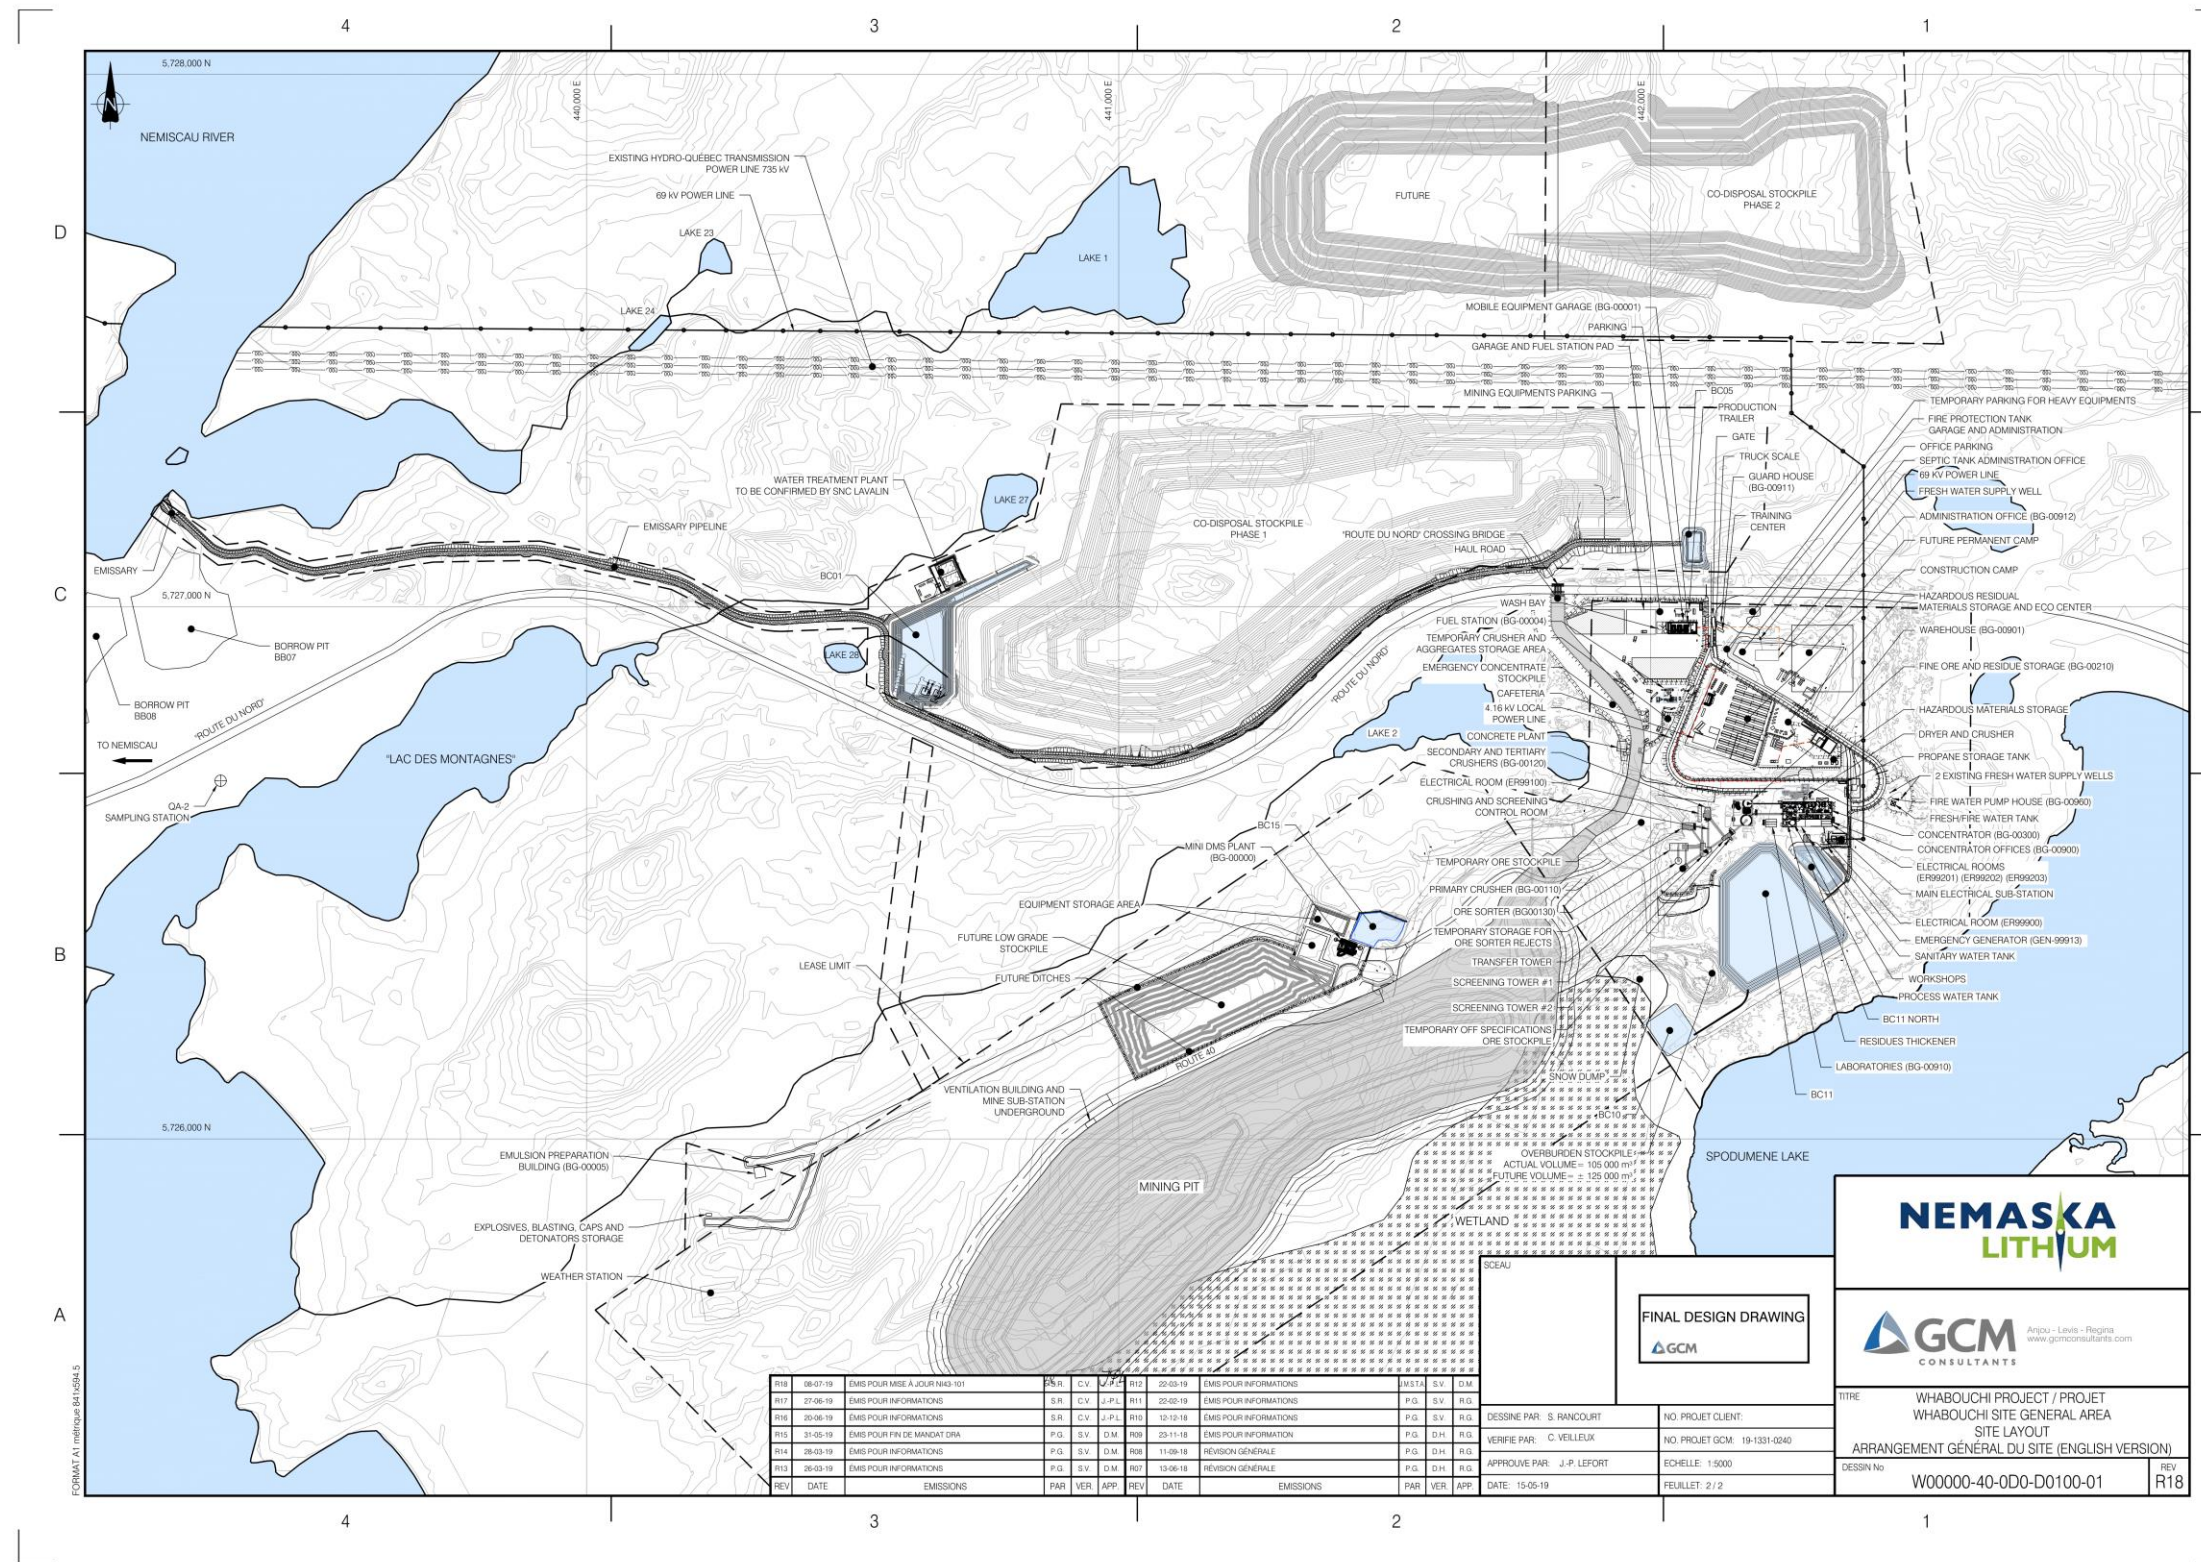 4
3
2
1
D
C
B
A
5,728,000 N
440,000 E
441,000 E
442,000 E
N
NEMISCAU RIVER
EXISTING HYDRO-QUÉBEC TRANSMISSION
POWER LINE 735 kV
69 kV POWER LINE
LAKE 23
LAKE 24
LAKE 1
FUTURE
CO-DISPOSAL STOCKPILE
PHASE 2
MOBILE EQUIPMENT GARAGE (BG-00001)
PARKING
GARAGE AND FUEL STATION PAD
MINING EQUIPMENTS PARKING
BC05
PRODUCTION
TRAILER
GATE
TRUCK SCALE
GUARD HOUSE
(BG-00911)
TRAINING
CENTER
TEMPORARY PARKING FOR HEAVY EQUIPMENTS
FIRE PROTECTION TANK
GARAGE AND ADMINISTRATION
OFFICE PARKING
SEPTIC TANK ADMINISTRATION OFFICE
69 KV POWER LINE
FRESH WATER SUPPLY WELL
ADMINISTRATION OFFICE (BG-00912)
FUTURE PERMANENT CAMP
CONSTRUCTION CAMP
HAZARDOUS RESIDUAL
MATERIALS STORAGE AND ECO CENTER
WAREHOUSE (BG-00901)
FINE ORE AND RESIDUE STORAGE (BG-00210)
HAZARDOUS MATERIALS STORAGE
DRYER AND CRUSHER
PROPANE STORAGE TANK
2 EXISTING FRESH WATER SUPPLY WELLS
FIRE WATER PUMP HOUSE (BG-00960)
FRESH/FIRE WATER TANK
CONCENTRATOR (BG-00300)
CONCENTRATOR OFFICES (BG-00900)
ELECTRICAL ROOMS
(ER99201) (ER99202) (ER99203)
MAIN ELECTRICAL SUB-STATION
ELECTRICAL ROOM (ER99900)
EMERGENCY GENERATOR (GEN-99913)
SANITARY WATER TANK
WORKSHOPS
PROCESS WATER TANK
BC11 NORTH
RESIDUES THICKENER
LABORATORIES (BG-00910)
BC11
WATER TREATMENT PLANT
TO BE CONFIRMED BY SNC LAVALIN
LAKE 27
EMISSARY PIPELINE
EMISSARY
BC01
5,727,000 N
BORROW PIT
BB07
BORROW PIT
BB08
TO NEMISCAU
"ROUTE DU NORD"
LAKE 28
CO-DISPOSAL STOCKPILE
PHASE 1
"ROUTE DU NORD" CROSSING BRIDGE
HAUL ROAD
"ROUTE DU NORD"
WASH BAY
FUEL STATION (BG-00004)
TEMPORARY CRUSHER AND
AGGREGATES STORAGE AREA
EMERGENCY CONCENTRATE
STOCKPILE
CAFETERIA
4.16 kV LOCAL
POWER LINE
LAKE 2
CONCRETE PLANT
SECONDARY AND TERTIARY
CRUSHERS (BG-00120)
ELECTRICAL ROOM (ER99100)
CRUSHING AND SCREENING
CONTROL ROOM
TEMPORARY ORE STOCKPILE
PRIMARY CRUSHER (BG-00110)
ORE SORTER (BG00130)
TEMPORARY STORAGE FOR
ORE SORTER REJECTS
TRANSFER TOWER
SCREENING TOWER #1
SCREENING TOWER #2
TEMPORARY OFF SPECIFICATIONS
ORE STOCKPILE
SNOW DUMP
BC10
OVERBURDEN STOCKPILE
ACTUAL VOLUME= 105 000 m³
FUTURE VOLUME= ± 125 000 m³
WETLAND
SPODUMENE LAKE
"LAC DES MONTAGNES"
QA-2
SAMPLING STATION
BC15
MINI DMS PLANT
(BG-00000)
EQUIPMENT STORAGE AREA
FUTURE LOW GRADE
STOCKPILE
LEASE LIMIT
FUTURE DITCHES
ROUTE 40
VENTILATION BUILDING AND
MINE SUB-STATION
UNDERGROUND
5,726,000 N
EMULSION PREPARATION
BUILDING (BG-00005)
EXPLOSIVES, BLASTING, CAPS AND
DETONATORS STORAGE
WEATHER STATION
MINING PIT
FORMAT A1 métrique 841x594.5
R18 08-07-19 ÉMIS POUR MISE À JOUR NI43-101 S.R. C.V. J.-P.L. R12 22-03-19 ÉMIS POUR INFORMATIONS J.M.ST.A. S.V. D.M.
R17 27-06-19 ÉMIS POUR INFORMATIONS S.R. C.V. J.-P.L. R11 22-02-19 ÉMIS POUR INFORMATIONS P.G. S.V. R.G.
R16 20-06-19 ÉMIS POUR INFORMATIONS S.R. C.V. J.-P.L. R10 12-12-18 ÉMIS POUR INFORMATIONS P.G. S.V. R.G.
R15 31-05-19 ÉMIS POUR FIN DE MANDAT DRA P.G. S.V. D.M. R09 23-11-18 ÉMIS POUR INFORMATION P.G. D.H. R.G.
R14 28-03-19 ÉMIS POUR INFORMATIONS P.G. S.V. D.M. R08 11-09-18 RÉVISION GÉNÉRALE P.G. D.H. R.G.
R13 26-03-19 ÉMIS POUR INFORMATIONS P.G. S.V. D.M. R07 13-06-18 RÉVISION GÉNÉRALE P.G. D.H. R.G.
REV DATE EMISSIONS PAR VER. APP. REV DATE EMISSIONS PAR VER. APP.
SCEAU
FINAL DESIGN DRAWING
GCM
DESSINE PAR: S. RANCOURT
NO. PROJET CLIENT:
VERIFIE PAR: C. VEILLEUX
NO. PROJET GCM: 19-1331-0240
APPROUVE PAR: J.-P. LEFORT
ECHELLE: 1:5000
DATE: 15-05-19
FEUILLET: 2 / 2
NEMASKA
LITHIUM
GCM
CONSULTANTS
Anjou - Levis - Regina
www.gcmconsultants.com
TITRE
WHABOUCHI PROJECT / PROJET
WHABOUCHI SITE GENERAL AREA
SITE LAYOUT
ARRANGEMENT GÉNÉRAL DU SITE (ENGLISH VERSION)
DESSIN No
W00000-40-0D0-D0100-01
REV
R18
4
3
2
1